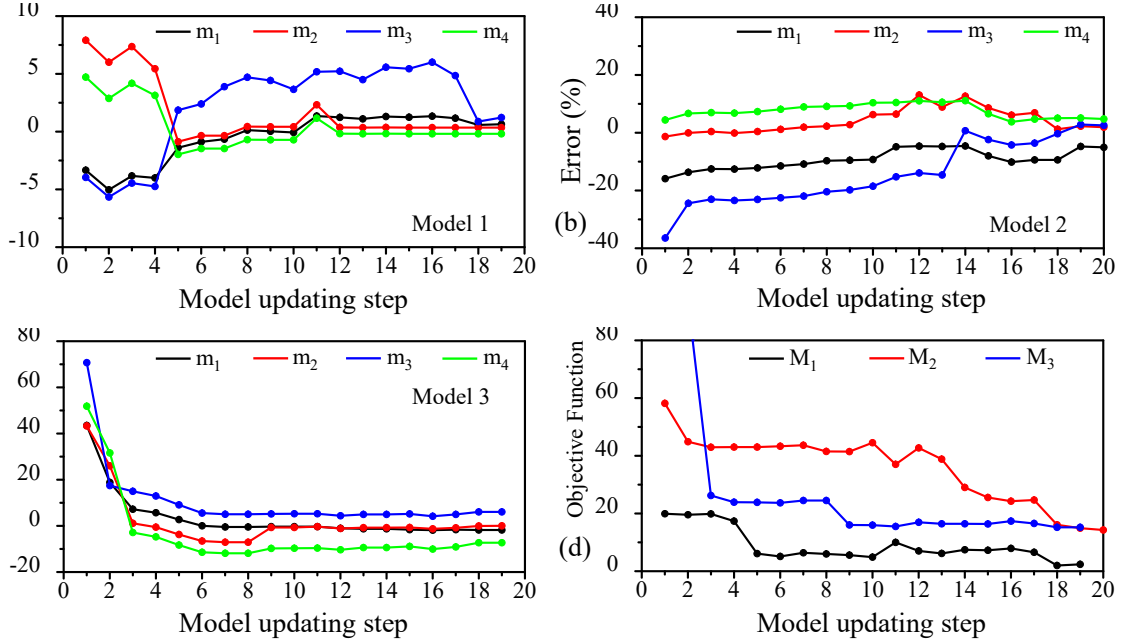 10
5
0
-5
-10
m1 m2 m3 m4
Model 1
0 2 4 6 8 10 12 14 16 18 20
Model updating step
(b)
Error (%)
40
20
0
-20
-40
m1 m2 m3 m4
Model 2
0 2 4 6 8 10 12 14 16 18 20
Model updating step
80
60
40
20
0
-20
m1 m2 m3 m4
Model 3
0 2 4 6 8 10 12 14 16 18 20
Model updating step
(d)
Objective Function
80
60
40
20
0
M1 M2 M3
0 2 4 6 8 10 12 14 16 18 20
Model updating step